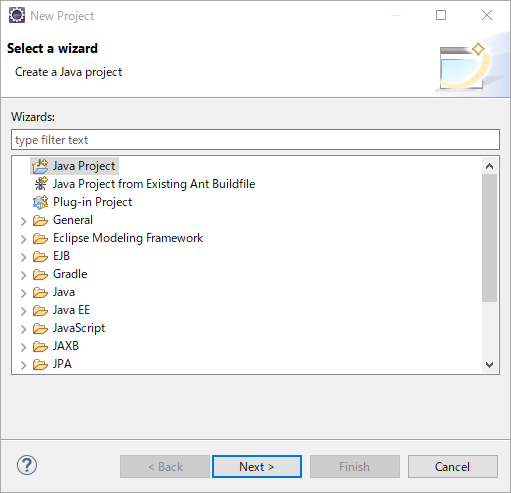 New Project
Select a wizard
Create a Java project
Wizards:
type filter text
Java Project
Java Project from Existing Ant Buildfile
Plug-in Project
General
Eclipse Modeling Framework
EJB
Gradle
Java
Java EE
JavaScript
JAXB
JPA
?
< Back
Next >
Finish
Cancel